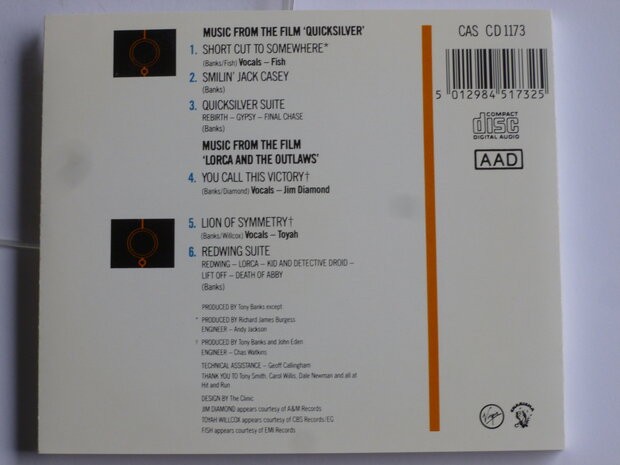 MUSIC FROM THE FILM 'QUICKSILVER'
1. SHORT CUT TO SOMEWHERE*
(Banks/Fish) Vocals – Fish
2. SMILIN' JACK CASEY
(Banks)
3. QUICKSILVER SUITE
REBIRTH – GYPSY – FINAL CHASE
(Banks)
MUSIC FROM THE FILM
'LORCA AND THE OUTLAWS'
4. YOU CALL THIS VICTORY†
(Banks/Diamond) Vocals – Jim Diamond
5. LION OF SYMMETRY†
(Banks/Willcox) Vocals – Toyah
6. REDWING SUITE
REDWING – LORCA – KID AND DETECTIVE DROID –
LIFT OFF – DEATH OF ABBY
(Banks)
PRODUCED BY Tony Banks except:
* PRODUCED BY Richard James Burgess
ENGINEER – Andy Jackson
† PRODUCED BY Tony Banks and John Eden
ENGINEER – Chas Watkins
TECHNICAL ASSISTANCE – Geoff Callingham
THANK YOU TO Tony Smith, Carol Willis, Dale Newman and all at
Hit and Run
DESIGN BY The Clinic
JIM DIAMOND appears courtesy of A&M Records
TOYAH WILLCOX appears courtesy of CBS Records/EG
FISH appears courtesy of EMI Records
CAS CD 1173
5 012984 517325
COMPACT
disc
DIGITAL AUDIO
AAD
Virgin
CHARISMA